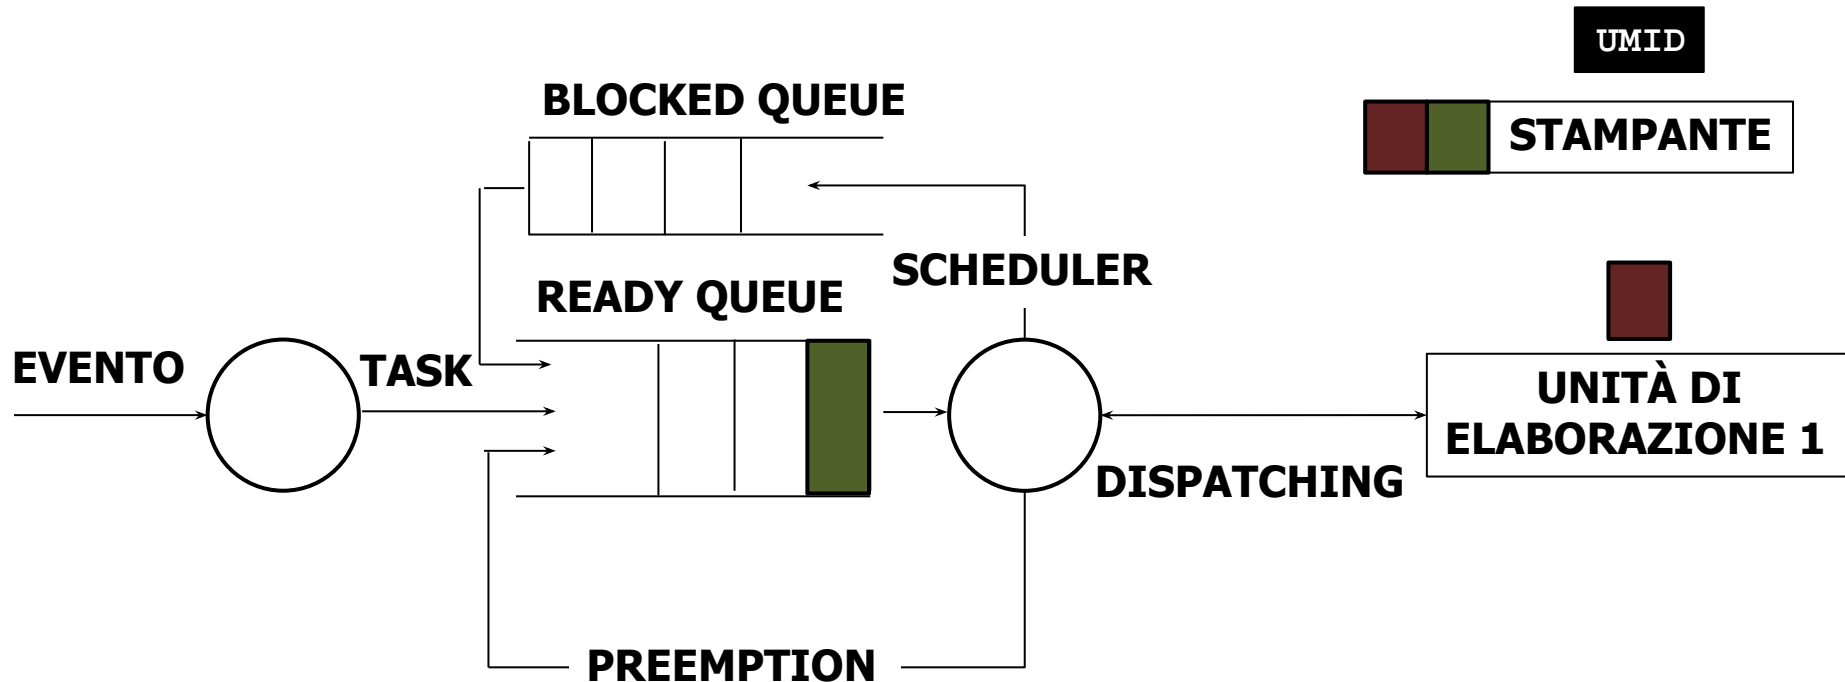 UMID
BLOCKED QUEUE
STAMPANTE
SCHEDULER
READY QUEUE
EVENTO
TASK
UNITÀ DI
ELABORAZIONE 1
DISPATCHING
PREEMPTION